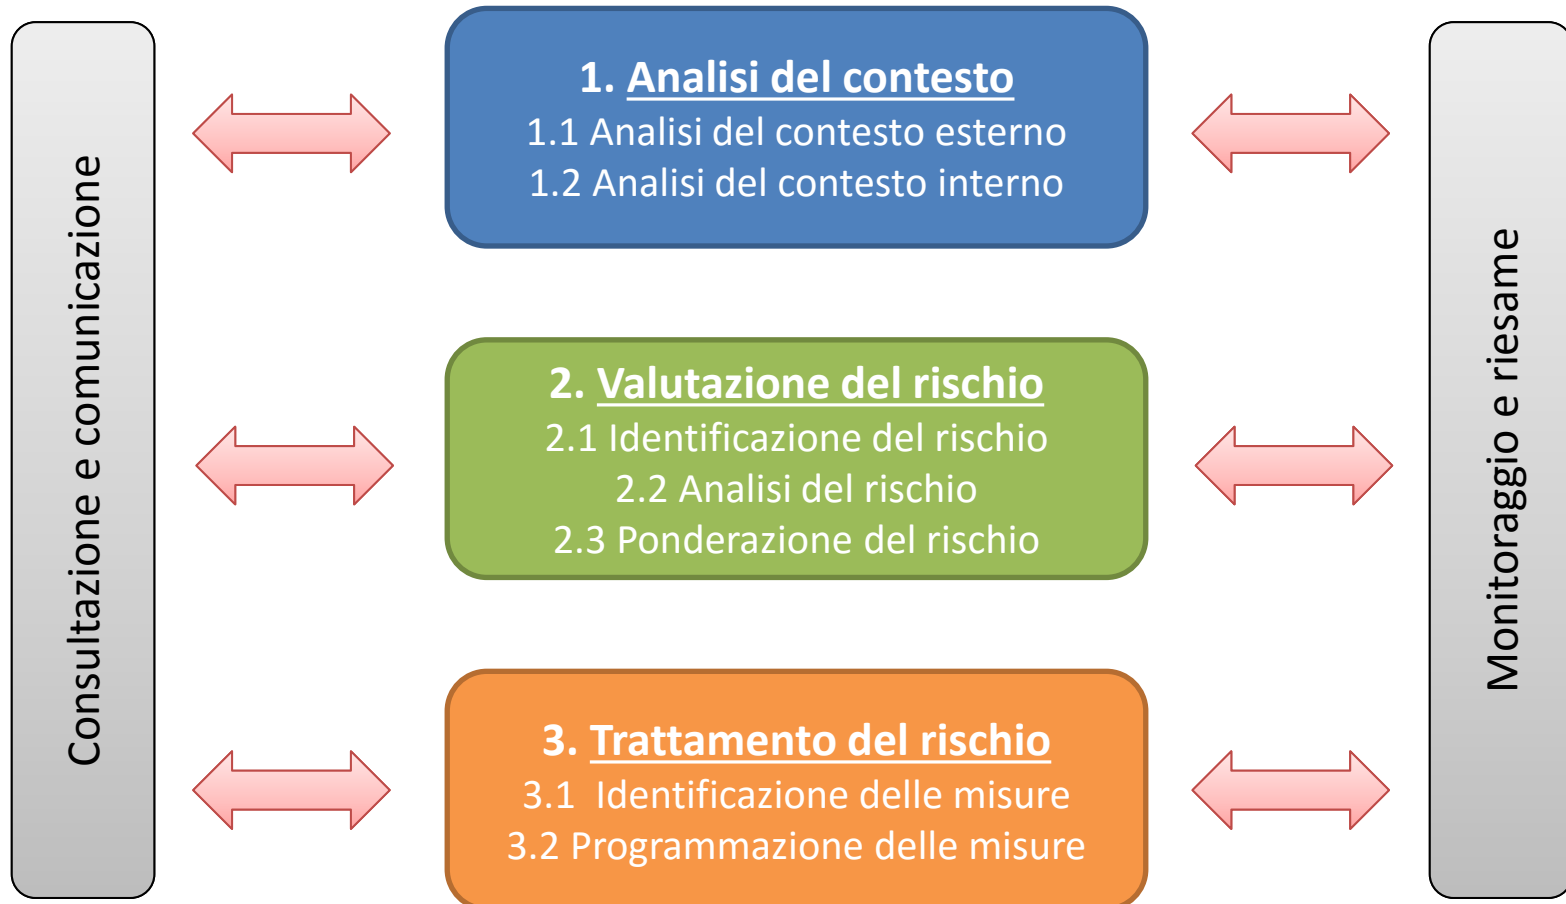 Consultazione e comunicazione
1. Analisi del contesto
1.1 Analisi del contesto esterno
1.2 Analisi del contesto interno
2. Valutazione del rischio
2.1 Identificazione del rischio
2.2 Analisi del rischio
2.3 Ponderazione del rischio
3. Trattamento del rischio
3.1 Identificazione delle misure
3.2 Programmazione delle misure
Monitoraggio e riesame